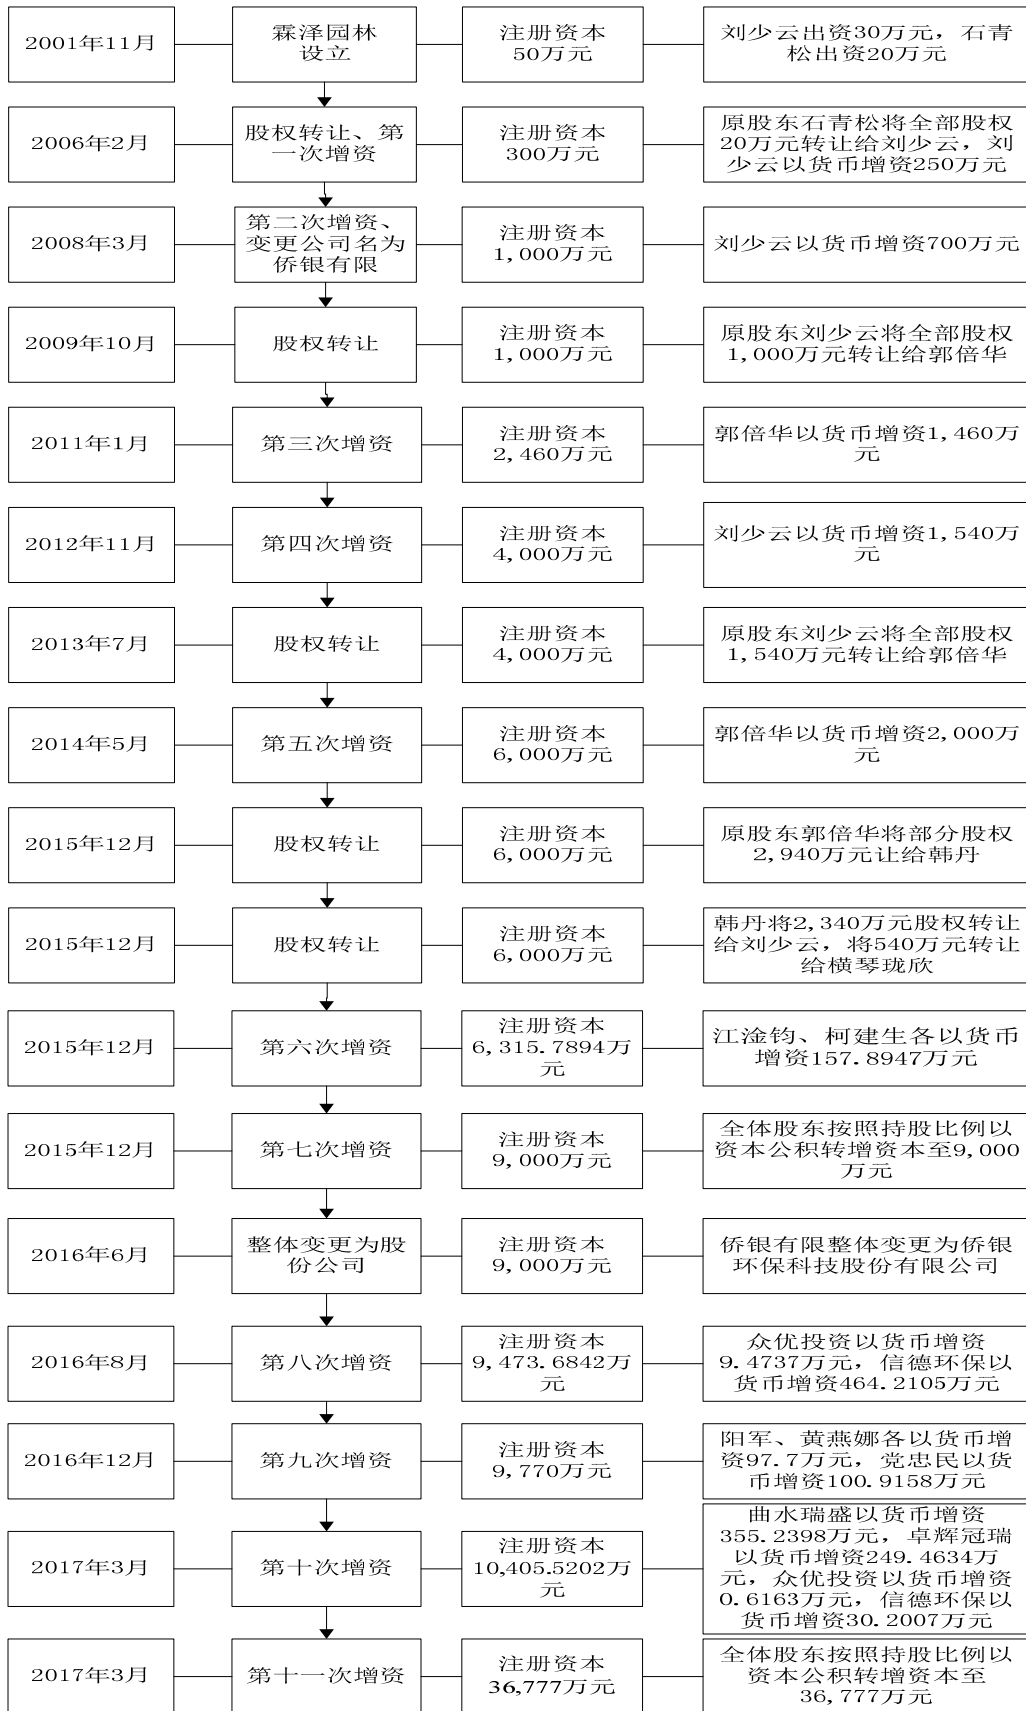 2001年11月
霖泽园林
设立
注册资本
50万元
刘少云出资30万元，石青
松出资20万元
2006年2月
股权转让、第
一次增资
注册资本
300万元
原股东石青松将全部股权
20万元转让给刘少云，刘
少云以货币增资250万元
2008年3月
第二次增资、
变更公司名为
侨银有限
注册资本
1,000万元
刘少云以货币增资700万元
2009年10月
股权转让
注册资本
1,000万元
原股东刘少云将全部股权
1,000万元转让给郭倍华
2011年1月
第三次增资
注册资本
2,460万元
郭倍华以货币增资1,460万
元
2012年11月
第四次增资
注册资本
4,000万元
刘少云以货币增资1,540万
元
2013年7月
股权转让
注册资本
4,000万元
原股东刘少云将全部股权
1,540万元转让给郭倍华
2014年5月
第五次增资
注册资本
6,000万元
郭倍华以货币增资2,000万
元
2015年12月
股权转让
注册资本
6,000万元
原股东郭倍华将部分股权
2,940万元让给韩丹
2015年12月
股权转让
注册资本
6,000万元
韩丹将2,340万元股权转让
给刘少云，将540万元转让
给横琴珑欣
2015年12月
第六次增资
注册资本
6,315.7894万
元
江淦钧、柯建生各以货币
增资157.8947万元
2015年12月
第七次增资
注册资本
9,000万元
全体股东按照持股比例以
资本公积转增资本至9,000
万元
2016年6月
整体变更为股
份公司
注册资本
9,000万元
侨银有限整体变更为侨银
环保科技股份有限公司
2016年8月
第八次增资
注册资本
9,473.6842万
元
众优投资以货币增资
9.4737万元，信德环保以
货币增资464.2105万元
2016年12月
第九次增资
注册资本
9,770万元
阳军、黄燕娜各以货币增
资97.7万元，党忠民以货
币增资100.9158万元
2017年3月
第十次增资
注册资本
10,405.5202万
元
曲水瑞盛以货币增资
355.2398万元，卓辉冠瑞
以货币增资249.4634万
元，众优投资以货币增资
0.6163万元，信德环保以
货币增资30.2007万元
2017年3月
第十一次增资
注册资本
36,777万元
全体股东按照持股比例以
资本公积转增资本至
36,777万元